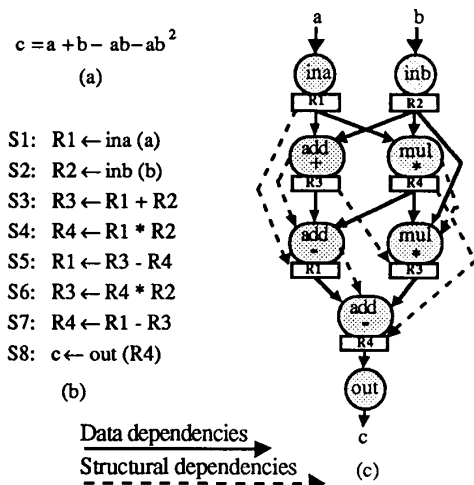 c = a + b – ab – ab²
(a)
S1: R1 ← ina (a)
S2: R2 ← inb (b)
S3: R3 ← R1 + R2
S4: R4 ← R1 * R2
S5: R1 ← R3 - R4
S6: R3 ← R4 * R2
S7: R4 ← R1 - R3
S8: c ← out (R4)
(b)
a b
ina inb
R1 R2
add mul
+ *
R3 R4
add mul
- *
R1 R3
add
-
R4
out
c
Data dependencies
Structural dependencies
(c)